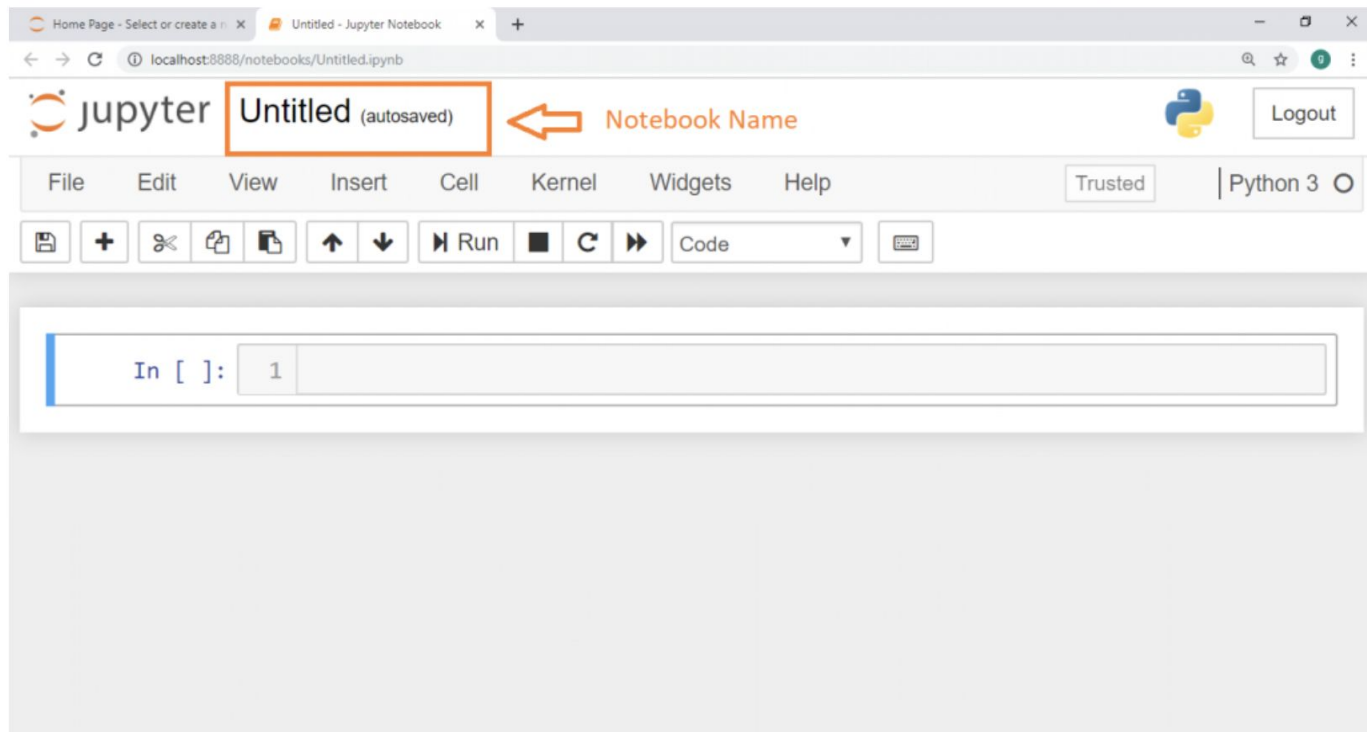 Home Page - Select or create a n
Untitled - Jupyter Notebook
localhost:8888/notebooks/Untitled.ipynb
g
jupyter Untitled (autosaved) Notebook Name Logout
File Edit View Insert Cell Kernel Widgets Help Trusted Python 3
Run Code
In [ ]: 1